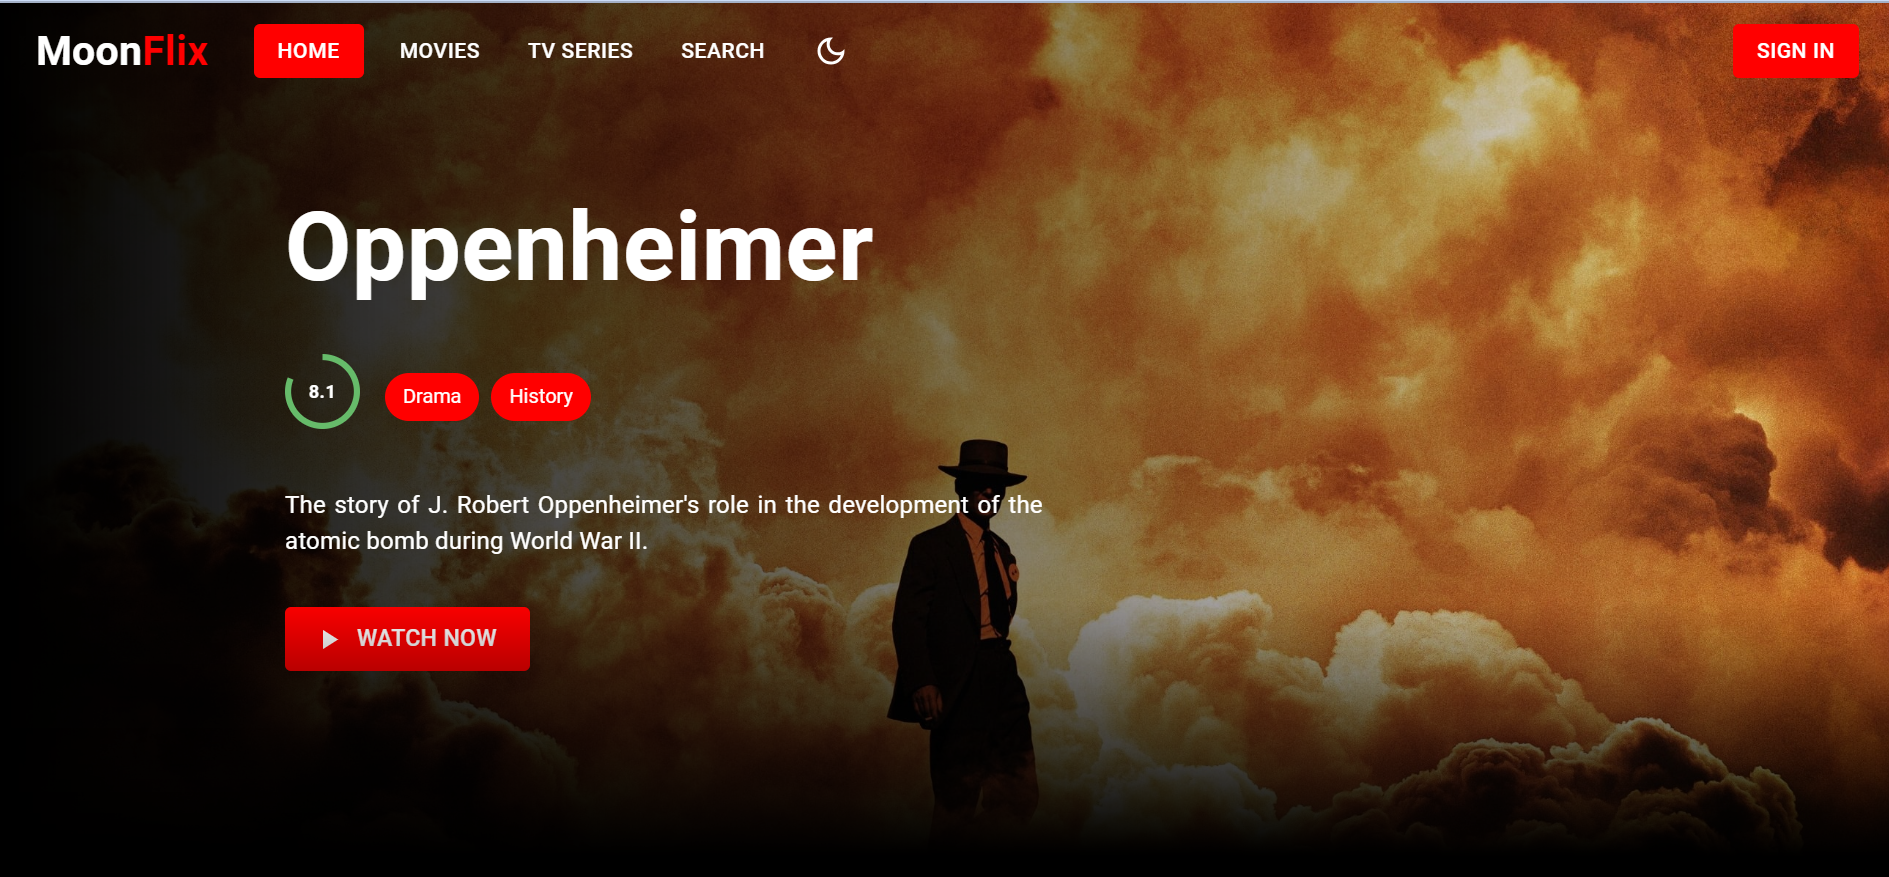 MoonFlix HOME MOVIES TV SERIES SEARCH SIGN IN
Oppenheimer
8.1 Drama History
The story of J. Robert Oppenheimer's role in the development of the
atomic bomb during World War II.
WATCH NOW